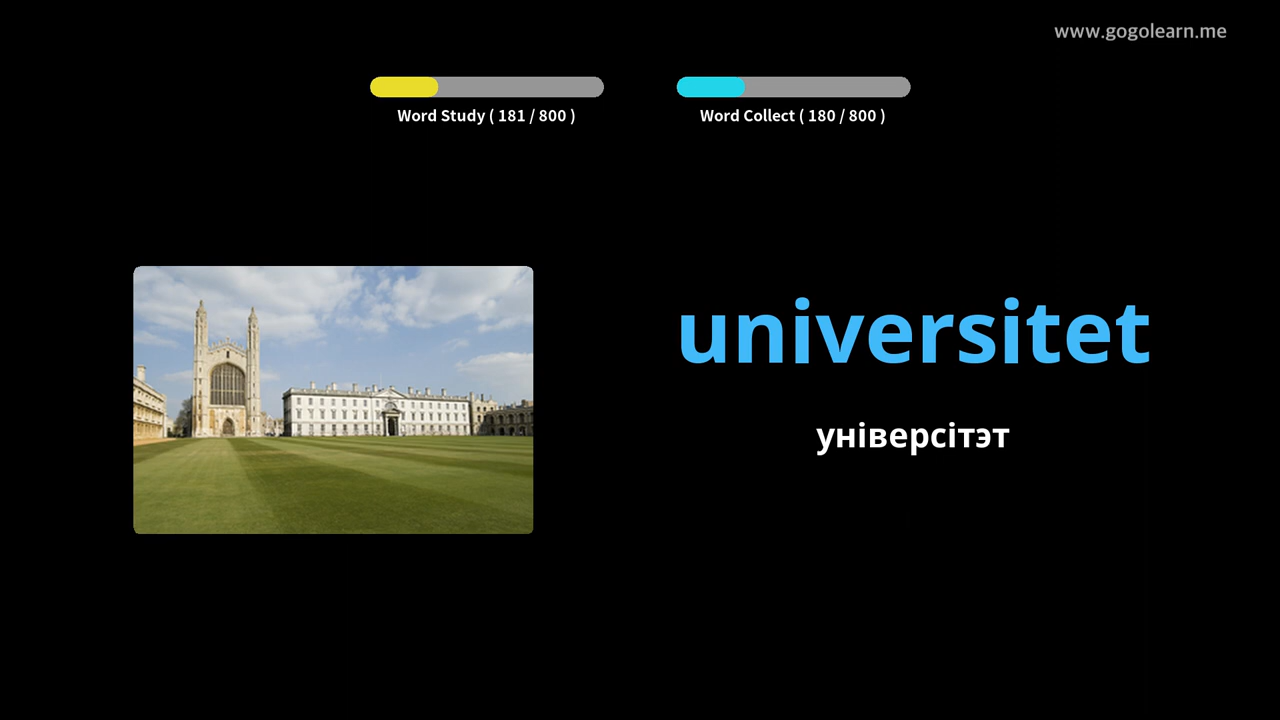 www.gogolearn.me
Word Study ( 181 / 800 )
Word Collect ( 180 / 800 )
universitet
універсітэт